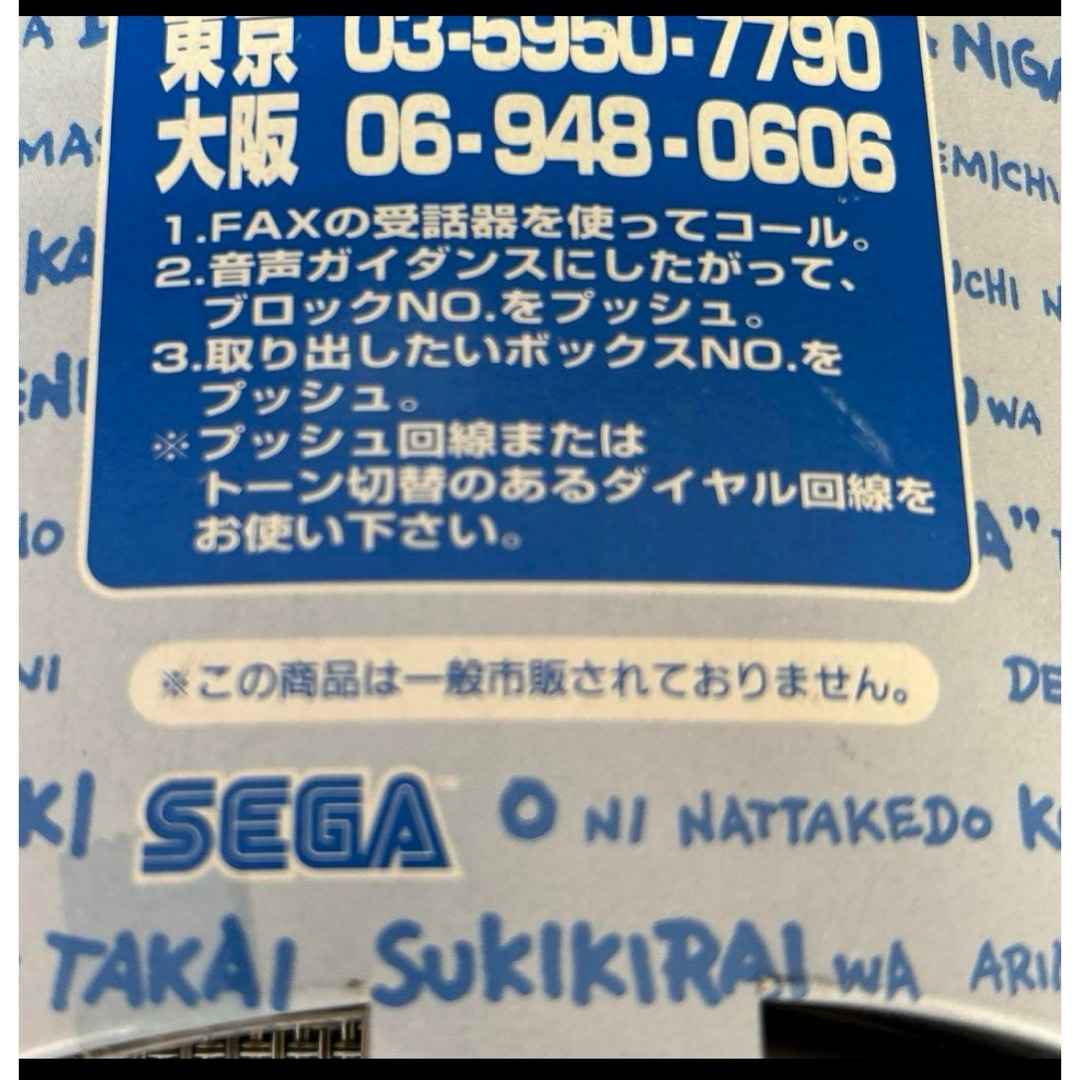 A
東京 03-5950-7790
NIGA
大阪 06-948-0606
MAS
EMICHI
1.FAXの受話器を使ってコール。
KA
2.音声ガイダンスにしたがって、
UCHI N
ブロックNO.をプッシュ。
3.取り出したいボックスNO.を
ENI
プッシュ。
WA
※プッシュ回線または
トーン切替のあるダイヤル回線を
お使い下さい。
A"
NI
※この商品は一般市販されておりません。
DE
KI
SEGA™
O NI NATTAKEDO K
TAKAI SUKIKIRAI WA ARI